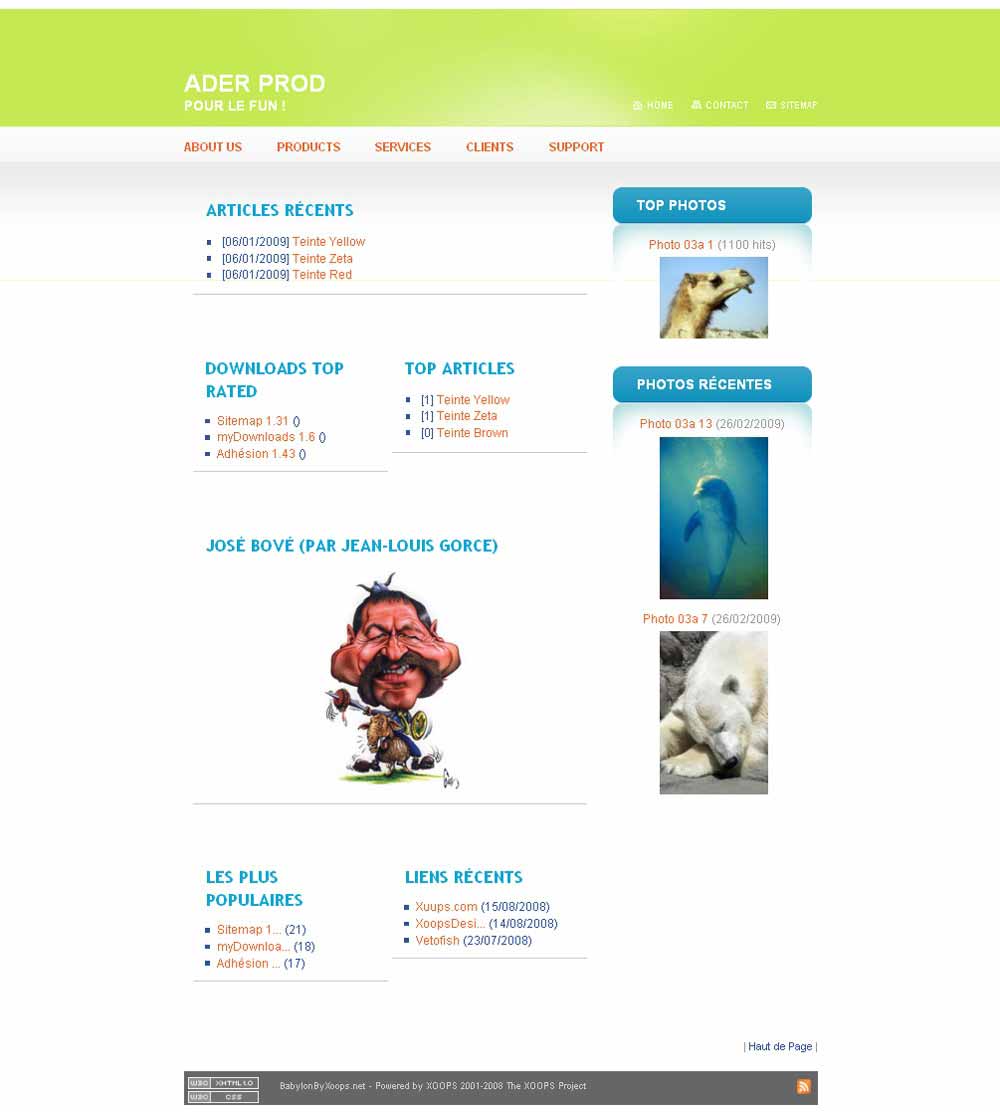 ADER PROD
POUR LE FUN !
HOME CONTACT SITEMAP
ABOUT US PRODUCTS SERVICES CLIENTS SUPPORT
ARTICLES RÉCENTS
[06/01/2009] Teinte Yellow
[06/01/2009] Teinte Zeta
[06/01/2009] Teinte Red
DOWNLOADS TOP
RATED
Sitemap 1.31 ()
myDownloads 1.6 ()
Adhésion 1.43 ()
TOP ARTICLES
[1] Teinte Yellow
[1] Teinte Zeta
[0] Teinte Brown
JOSÉ BOVÉ (PAR JEAN-LOUIS GORCE)
LES PLUS
POPULAIRES
Sitemap 1... (21)
myDownloa... (18)
Adhésion ... (17)
LIENS RÉCENTS
Xuups.com (15/08/2008)
XoopsDesi... (14/08/2008)
Vetofish (23/07/2008)
TOP PHOTOS
Photo 03a 1 (1100 hits)
PHOTOS RÉCENTES
Photo 03a 13 (26/02/2009)
Photo 03a 7 (26/02/2009)
| Haut de Page |
W3C XHTML 1.0
W3C CSS
BabylonByXoops.net - Powered by XOOPS 2001-2008 The XOOPS Project